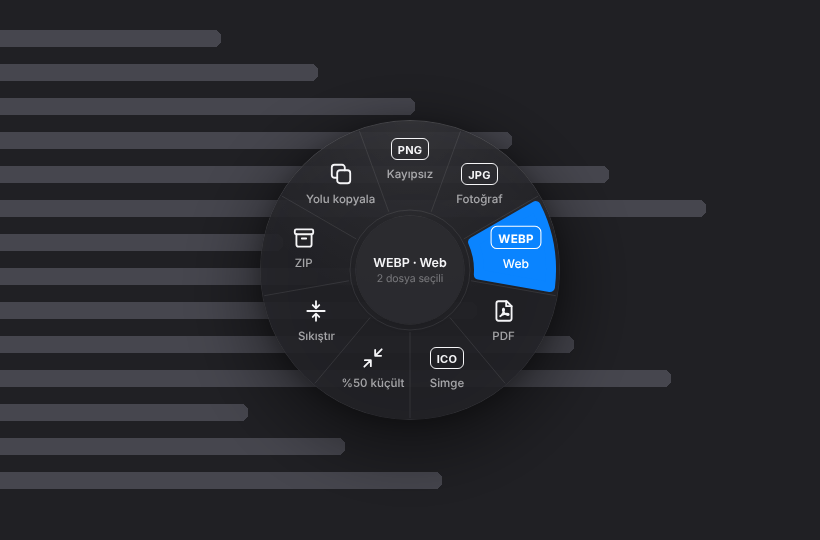 PNG
Kayıpsız
JPG
Fotoğraf
WEBP
Web
PDF
ICO
Simge
%50 küçült
Sıkıştır
ZIP
Yolu kopyala
WEBP · Web
2 dosya seçili